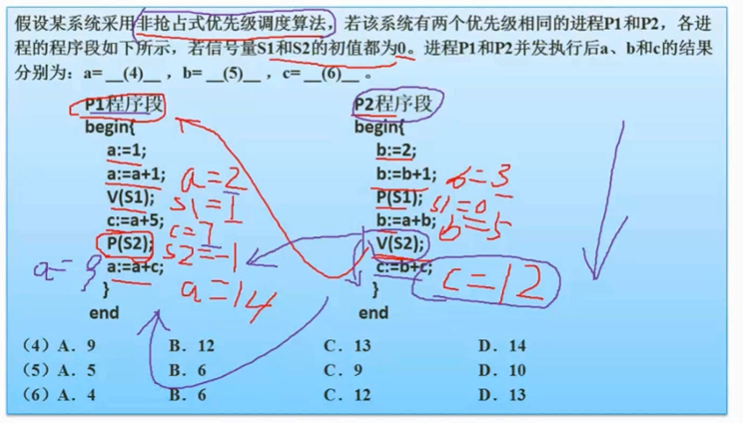 假设某系统采用非抢占式优先级调度算法，若该系统有两个优先级相同的进程P1和P2，各进
程的程序段如下所示，若信号量S1和S2的初值都为0。进程P1和P2并发执行后a、b和c的结果
分别为：a= __(4)__ ，b= __(5)__ ，c= __(6)__ 。
P1程序段
begin{
a:=1;
a:=a+1; a=2
V(S1); S1=1
c:=a+5; c=7
P(S2); S2=-1
a:=a+c; a=14
a=9
}
end
P2程序段
begin{
b:=2;
b:=b+1; b=3
P(S1); S1=0
b:=a+b; b=5
V(S2);
c:=b+c; c=12
}
end
（4）A．9 B．12 C．13 D．14
（5）A．5 B．6 C．9 D．10
（6）A．4 B．6 C．12 D．13